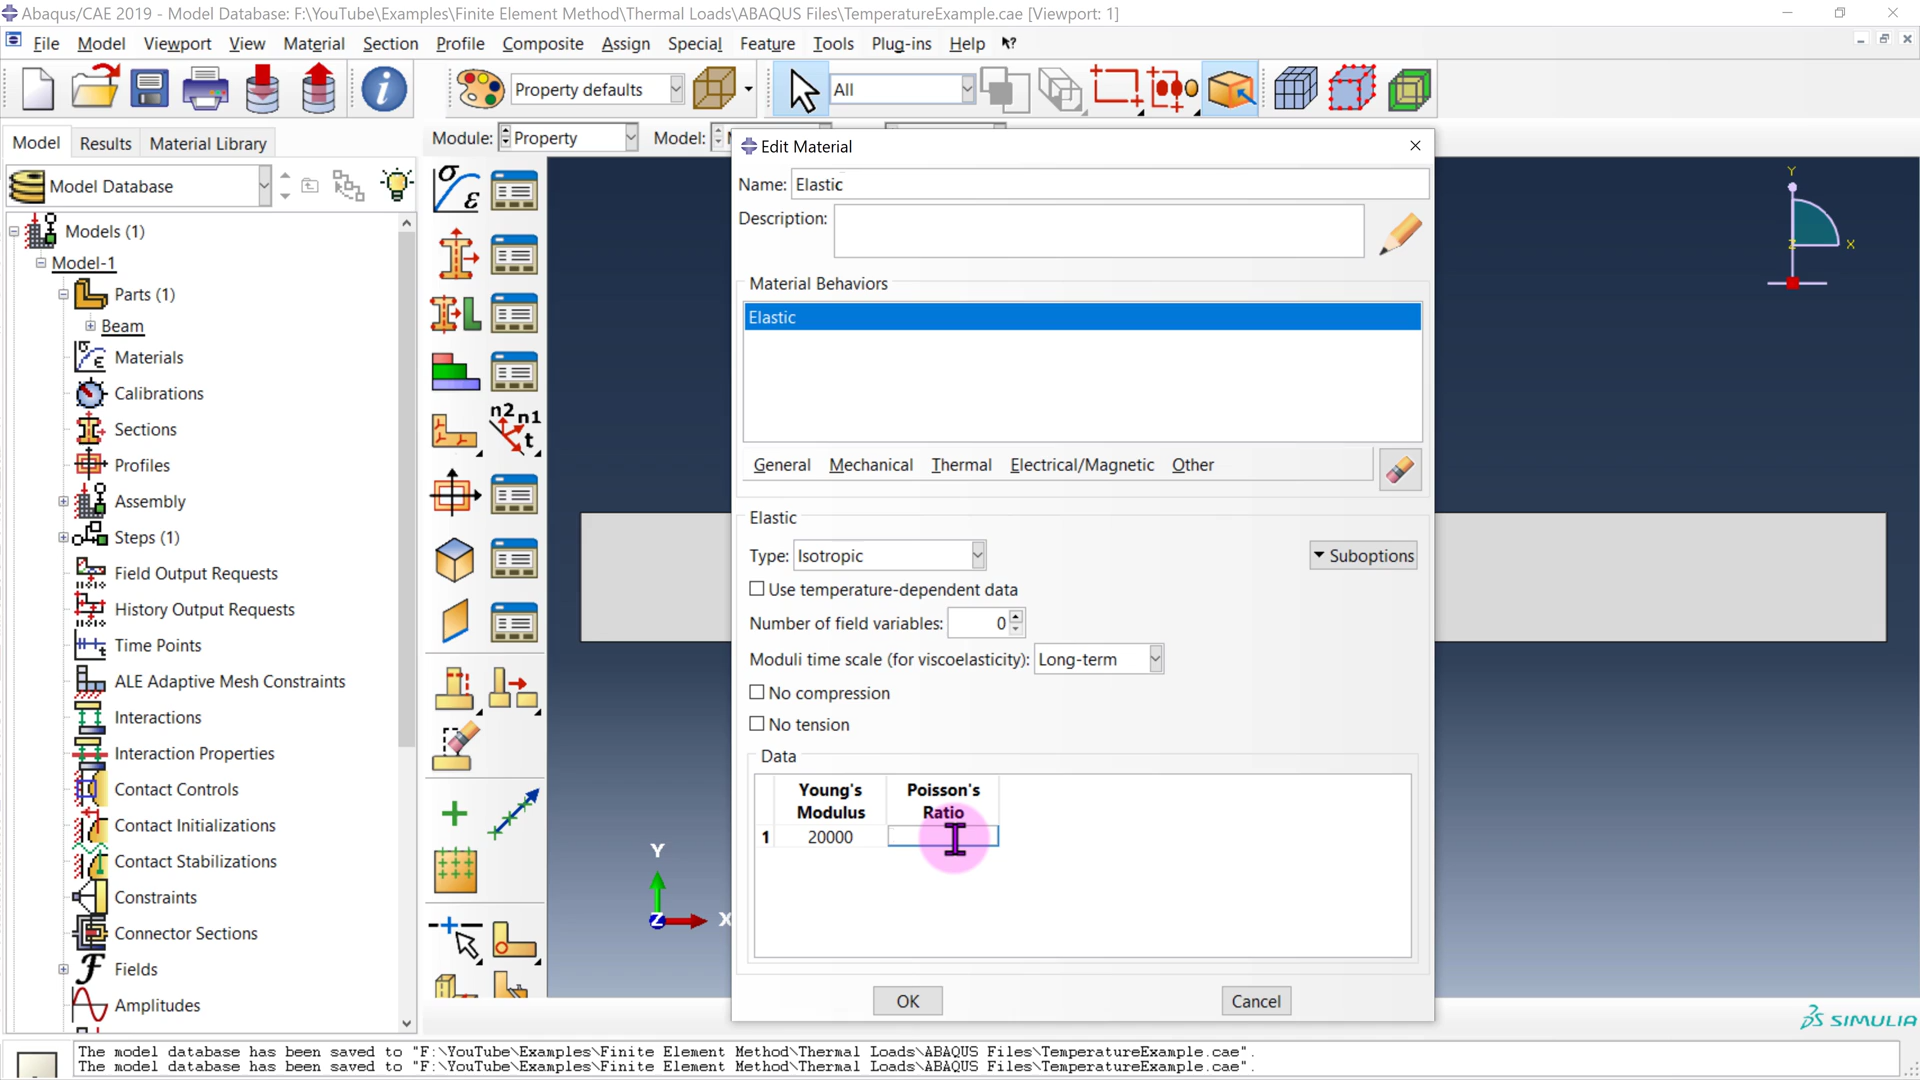 Abaqus/CAE 2019 - Model Database: F:\YouTube\Examples\Finite Element Method\Thermal Loads\ABAQUS Files\TemperatureExample.cae [Viewport: 1]
File Model Viewport View Material Section Profile Composite Assign Special Feature Tools Plug-ins Help
Property defaults All
Model Results Material Library Module: Property Model:
Model Database
Models (1)
Model-1
Parts (1)
Beam
Materials
Calibrations
Sections
Profiles
Assembly
Steps (1)
Field Output Requests
History Output Requests
Time Points
ALE Adaptive Mesh Constraints
Interactions
Interaction Properties
Contact Controls
Contact Initializations
Contact Stabilizations
Constraints
Connector Sections
Fields
Amplitudes
σ
ε
n2 n1
t
Edit Material
Name: Elastic
Description:
Material Behaviors
Elastic
General Mechanical Thermal Electrical/Magnetic Other
Elastic
Type: Isotropic Suboptions
Use temperature-dependent data
Number of field variables: 0
Moduli time scale (for viscoelasticity): Long-term
No compression
No tension
Data
Young's Modulus Poisson's Ratio
1 20000
OK Cancel
Y
X
Z
Y
Z
X
SIMULIA
The model database has been saved to "F:\YouTube\Examples\Finite Element Method\Thermal Loads\ABAQUS Files\TemperatureExample.cae".
The model database has been saved to "F:\YouTube\Examples\Finite Element Method\Thermal Loads\ABAQUS Files\TemperatureExample.cae".